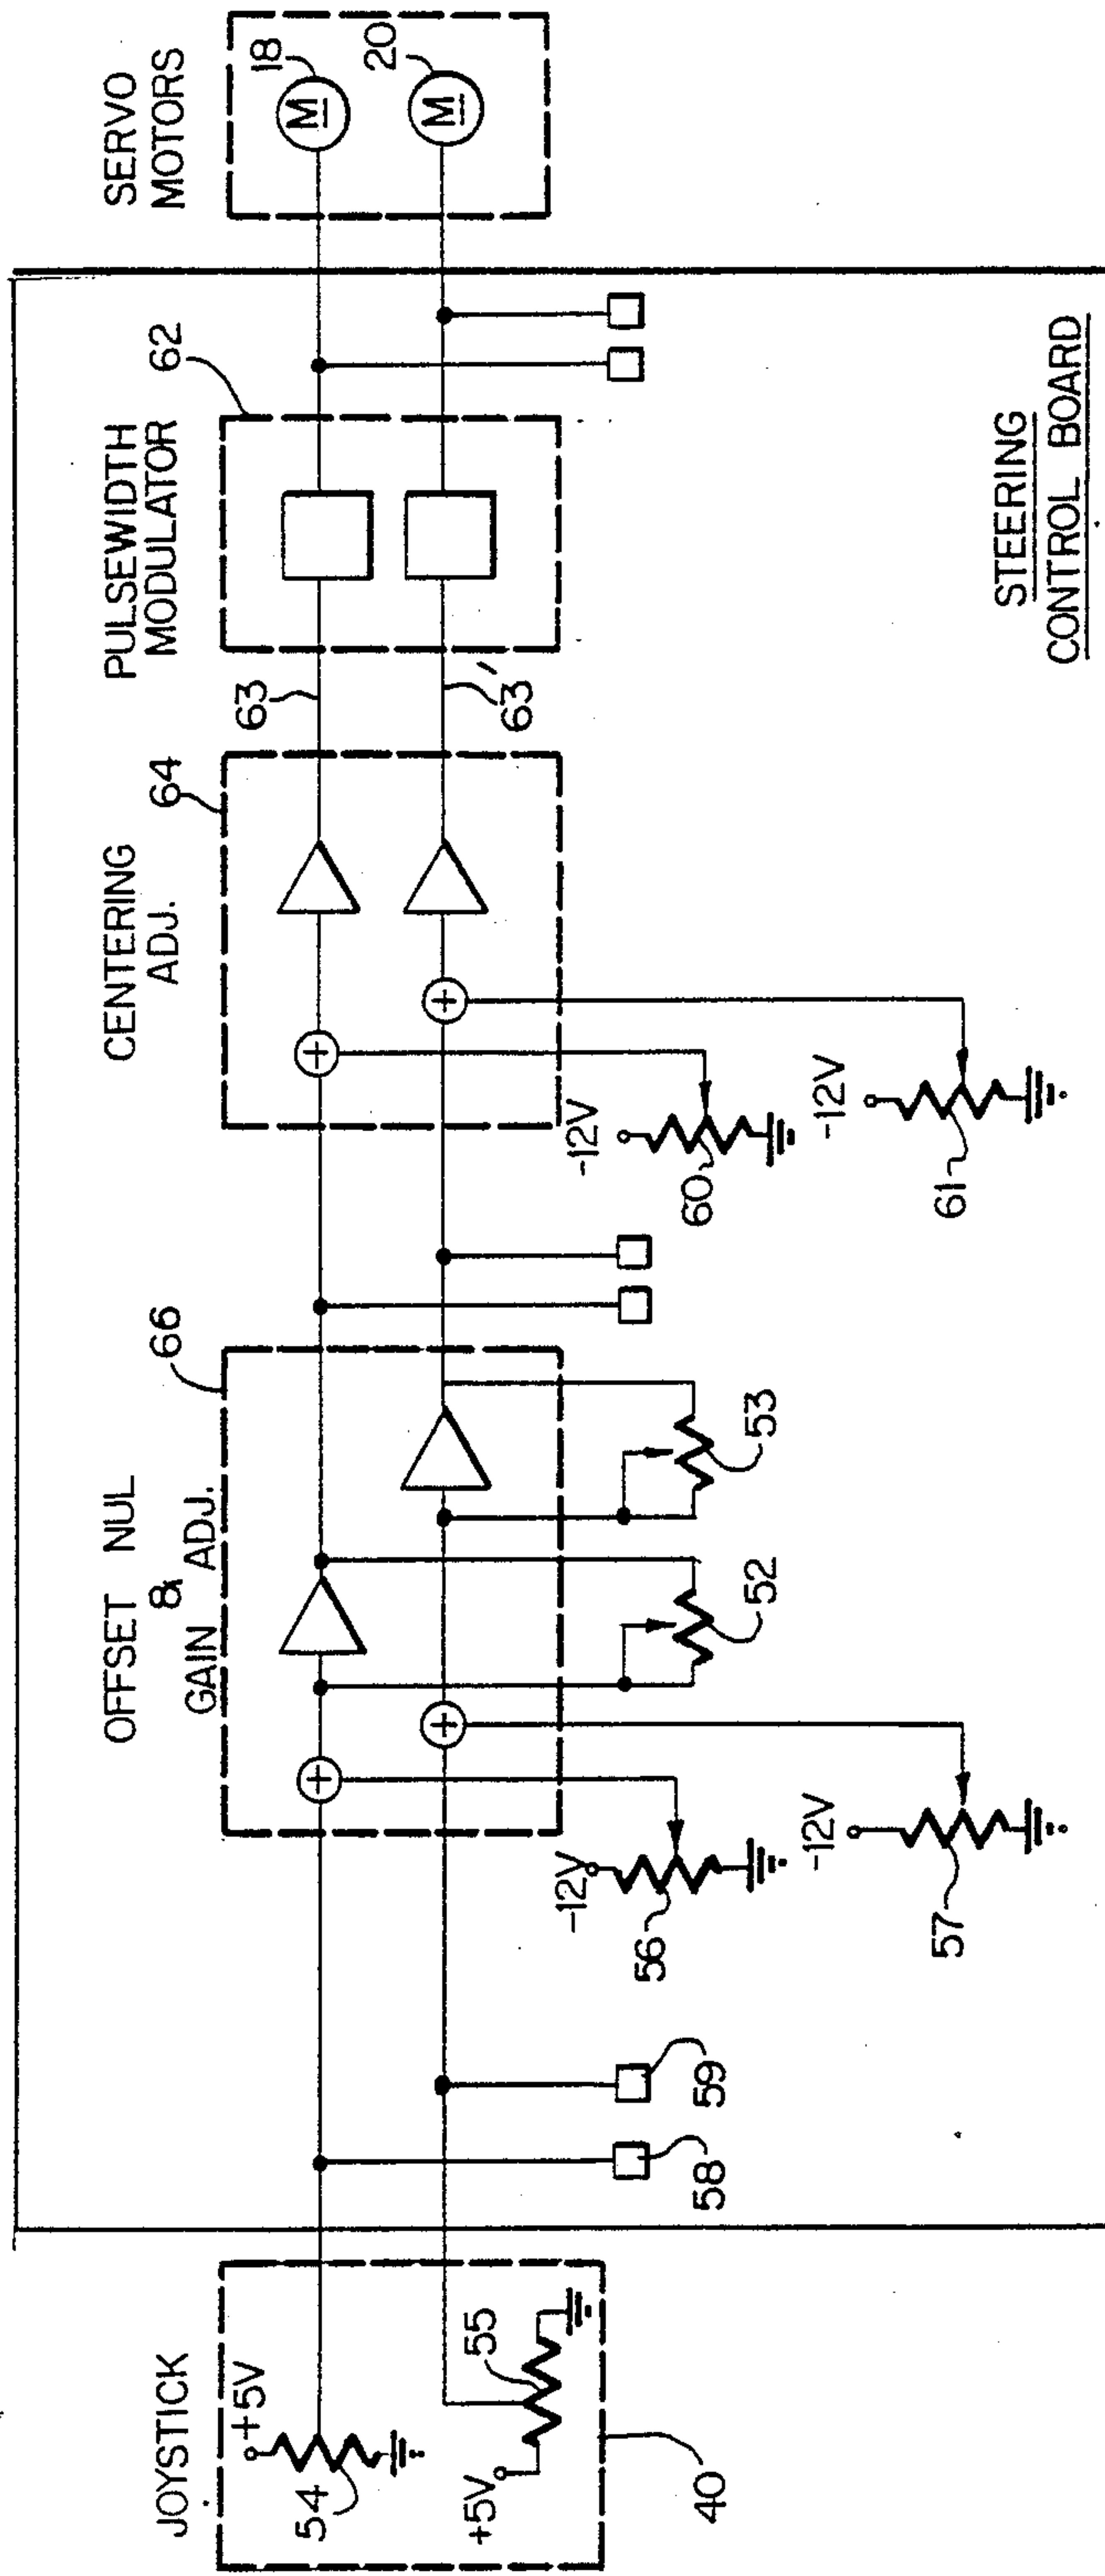 JOYSTICK
+5V
54
+5V
55
40
58
59
OFFSET NUL
&
GAIN ADJ.
66
-12V
56
-12V
57
52
53
CENTERING
ADJ.
64
-12V
60
-12V
61
63
63'
PULSEWIDTH
MODULATOR
62
STEERING
CONTROL BOARD
SERVO
MOTORS
M
18
M
20